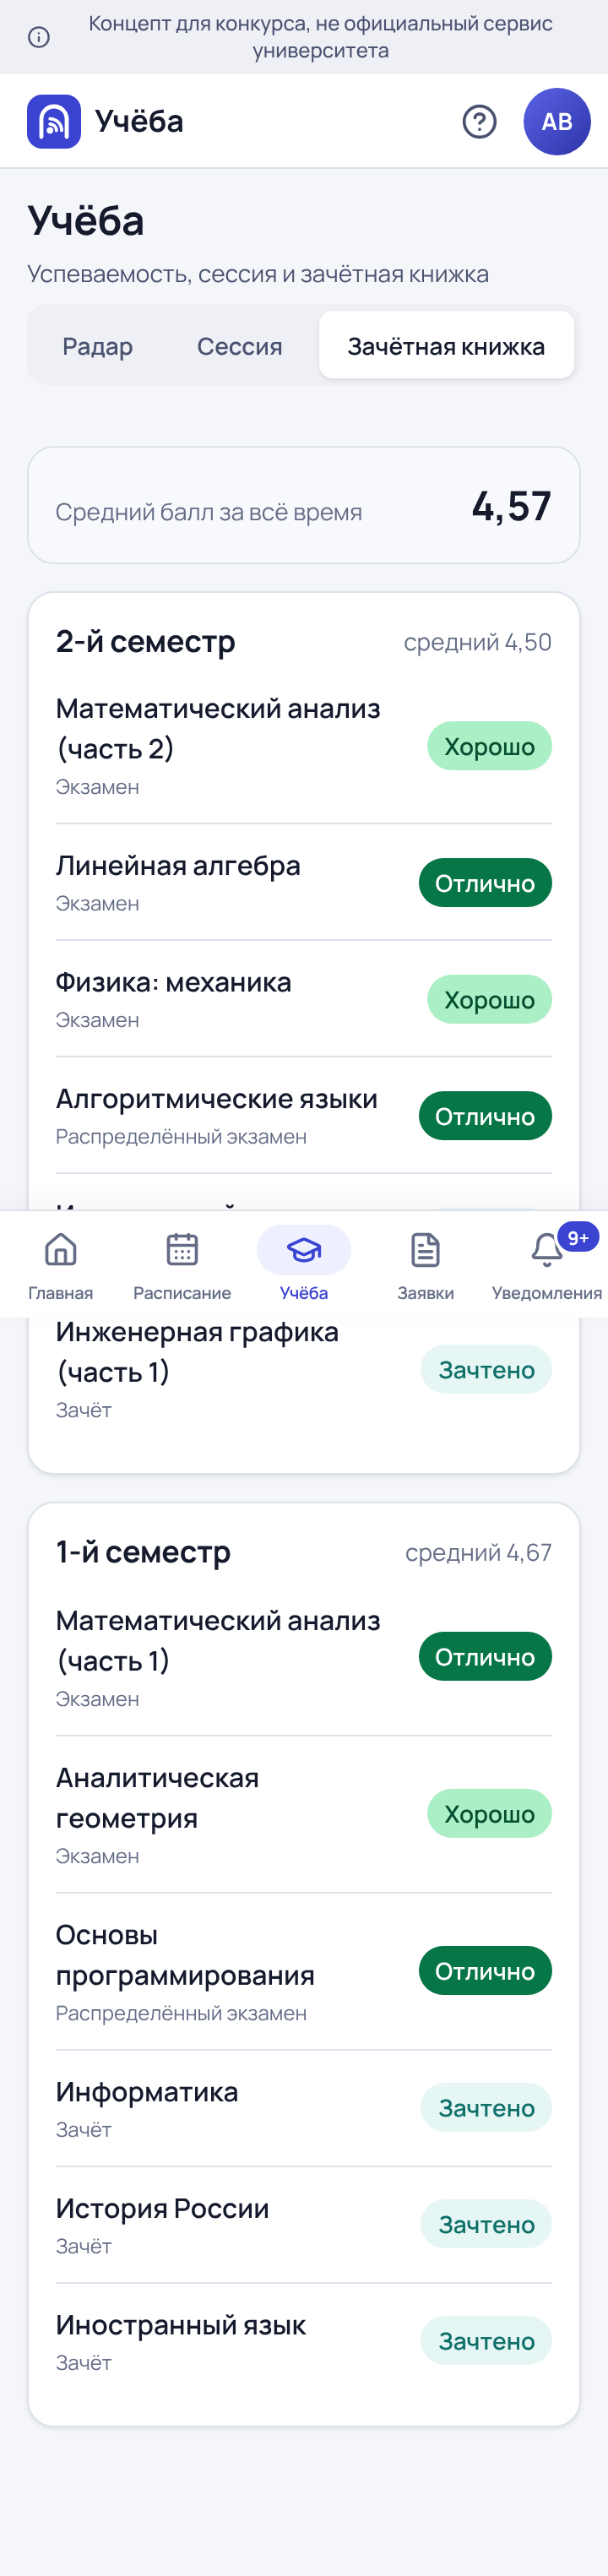 Концепт для конкурса, не официальный сервис
университета
Учёба
АВ
Учёба
Успеваемость, сессия и зачётная книжка
Радар
Сессия
Зачётная книжка
Средний балл за всё время
4,57
2-й семестр
средний 4,50
Математический анализ
(часть 2)
Хорошо
Экзамен
Линейная алгебра
Отлично
Экзамен
Физика: механика
Хорошо
Экзамен
Алгоритмические языки
Отлично
Распределённый экзамен
9+
Главная
Расписание
Учёба
Заявки
Уведомления
Инженерная графика
(часть 1)
Зачтено
Зачёт
1-й семестр
средний 4,67
Математический анализ
(часть 1)
Отлично
Экзамен
Аналитическая
геометрия
Хорошо
Экзамен
Основы
программирования
Отлично
Распределённый экзамен
Информатика
Зачтено
Зачёт
История России
Зачтено
Зачёт
Иностранный язык
Зачтено
Зачёт